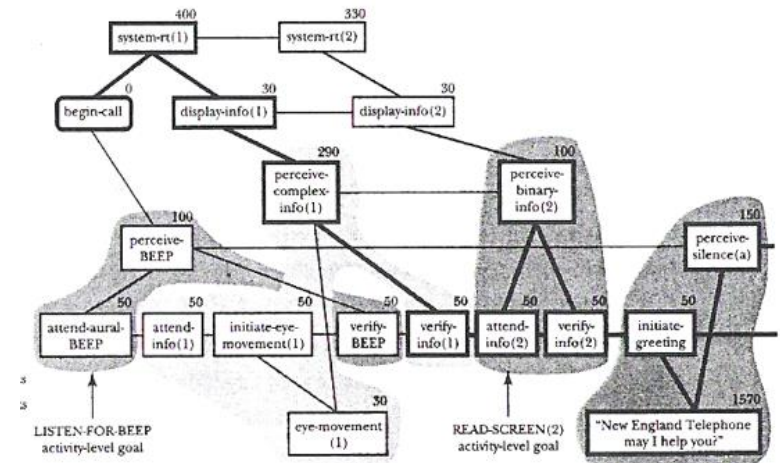 400
330
system-rt(1)
system-rt(2)
0
30
30
begin-call
display-info(1)
display-info(2)
290
100
perceive-
complex-
info(1)
perceive-
binary-
info(2)
100
150
perceive-
BEEP
perceive-
silence(a)
50
50
50
50
50
50
50
50
attend-aural-
BEEP
attend-
info(1)
initiate-eye-
movement(1)
verify-
BEEP
verify-
info(1)
attend-
info(2)
verify-
info(2)
initiate-
greeting
s
s
30
1570
LISTEN-FOR-BEEP
activity-level goal
eye-movement
(1)
READ-SCREEN(2)
activity-level goal
“New England Telephone
may I help you?”